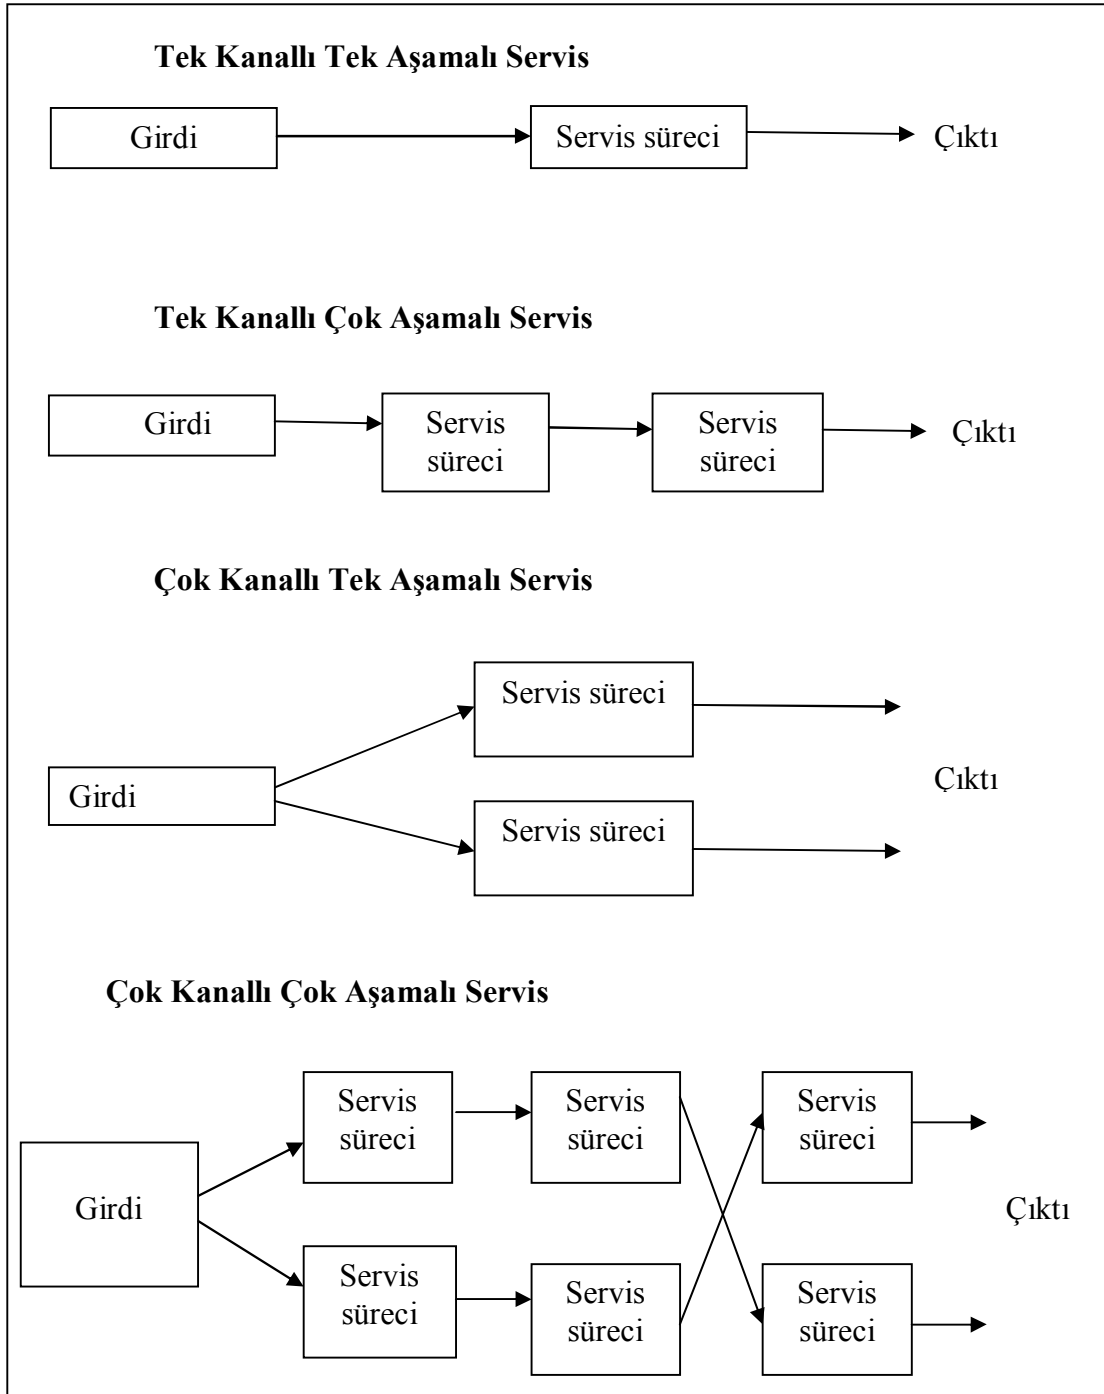 Tek Kanallı Tek Aşamalı Servis
Girdi
Servis süreci
Çıktı
Tek Kanallı Çok Aşamalı Servis
Girdi
Servis
süreci
Servis
süreci
Çıktı
Çok Kanallı Tek Aşamalı Servis
Servis süreci
Girdi
Çıktı
Servis süreci
Çok Kanallı Çok Aşamalı Servis
Servis
süreci
Servis
süreci
Servis
süreci
Girdi
Çıktı
Servis
süreci
Servis
süreci
Servis
süreci